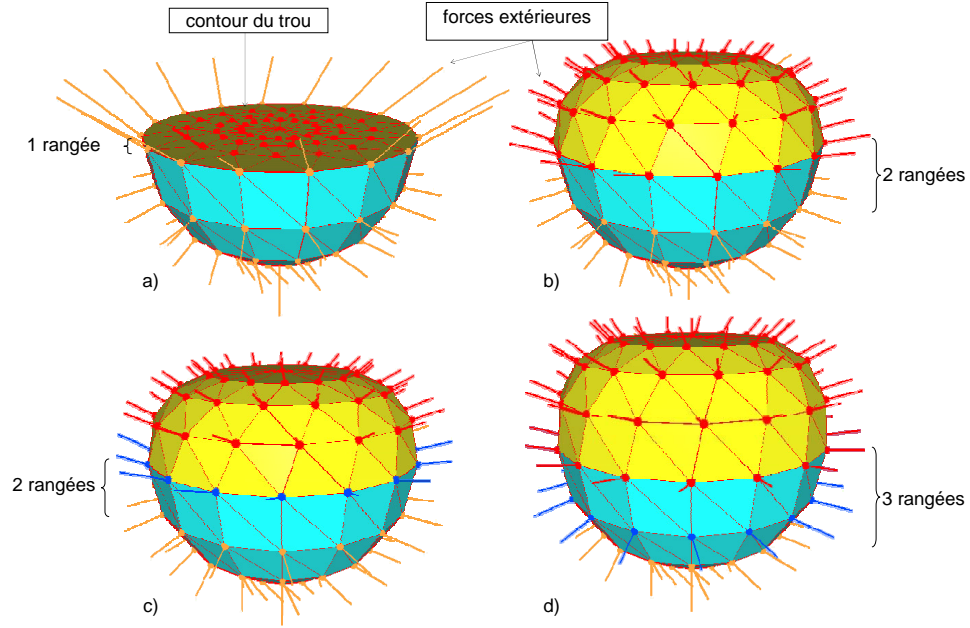 contour du trou
forces extérieures
1 rangée
2 rangées
a)
b)
2 rangées
3 rangées
c)
d)